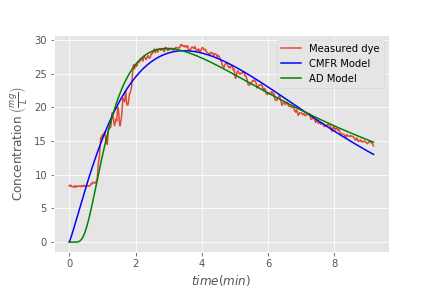 30
25
20
15
10
5
0
Concentration (mg/L)
Measured dye
CMFR Model
AD Model
0 2 4 6 8
time(min)